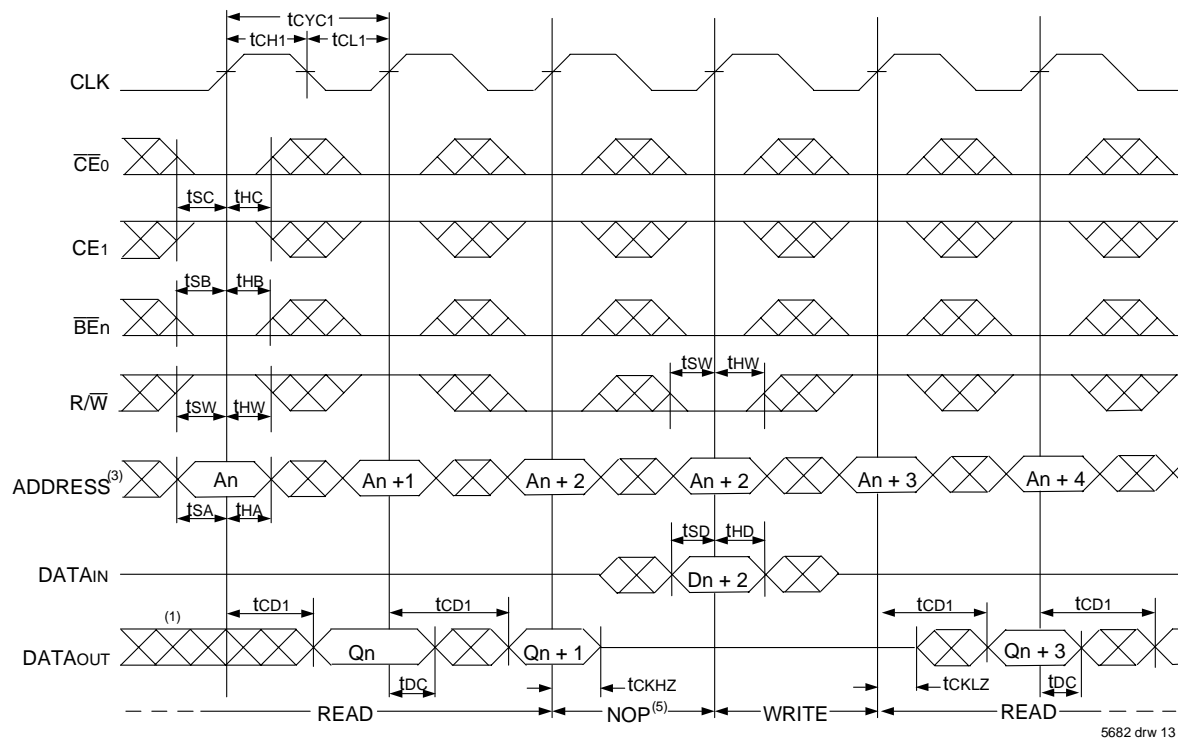 tCYC1
tCH1 tCL1
CLK
CE0
tSC tHC
CE1
tSB tHB
BEn
tSW tHW
R/W
tSW tHW
ADDRESS(3) An An +1 An + 2 An + 2 An + 3 An + 4
tSA tHA
tSD tHD
DATAIN Dn + 2
tCD1 tCD1 tCD1 tCD1
(1)
DATAOUT Qn Qn + 1 Qn + 3
tDC tCKHZ tCKLZ tDC
READ NOP(5) WRITE READ
5682 drw 13